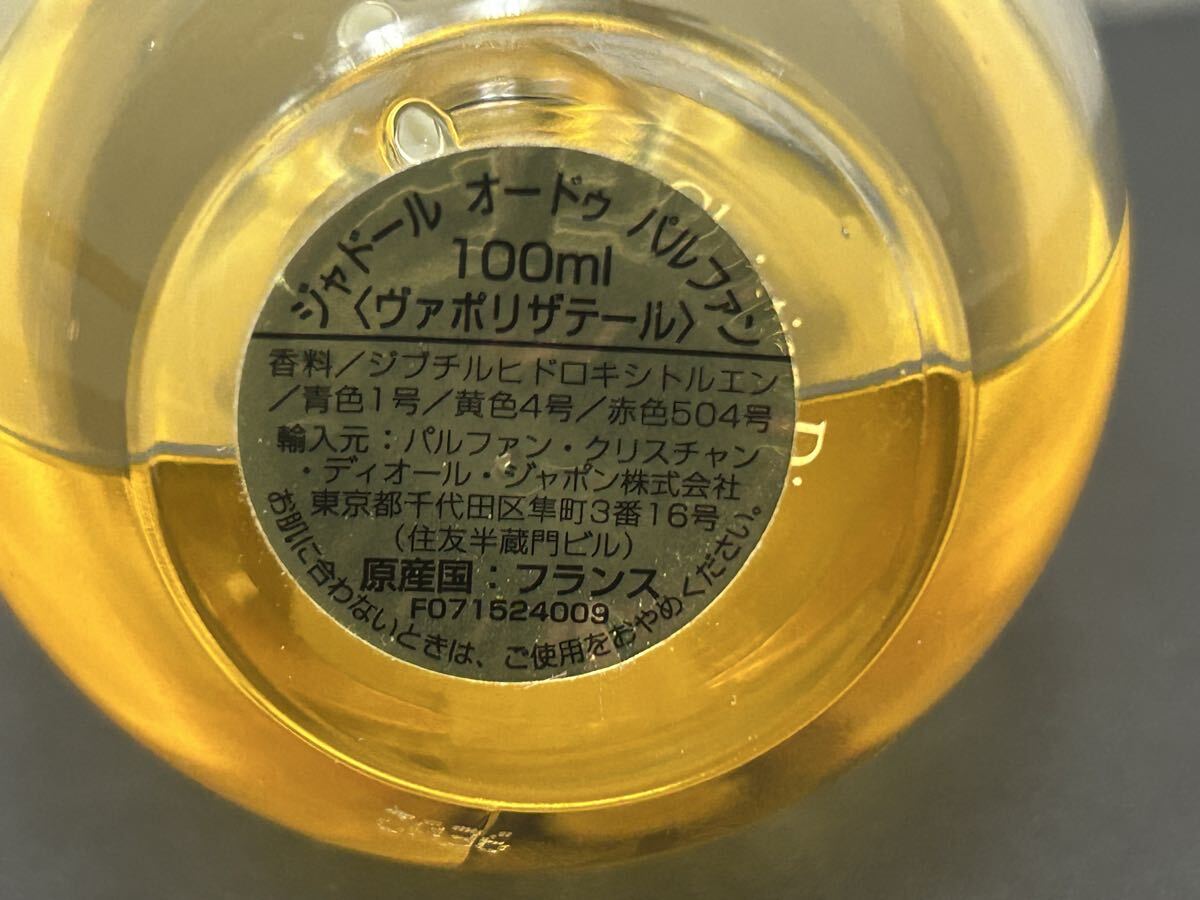 ジャドール オードゥ パルファン
100ml
〈ヴァポリザテール〉
香料/ジブチルヒドロキシトルエン
/青色1号/黄色4号/赤色504号
輸入元:パルファン・クリスチャン
・ディオール・ジャポン株式会社
東京都千代田区隼町3番16号
(住友半蔵門ビル)
原産国:フランス
F071524009
お肌に合わないときは、ご使用をおやめください。